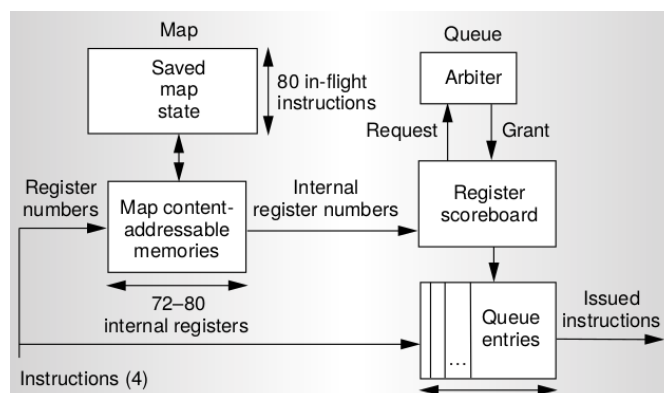 Map
Saved
map
state
80 in-flight
instructions
Register
numbers
Map content-
addressable
memories
72–80
internal registers
Internal
register numbers
Queue
Arbiter
Request
Grant
Register
scoreboard
Queue
entries
...
Issued
instructions
Instructions (4)